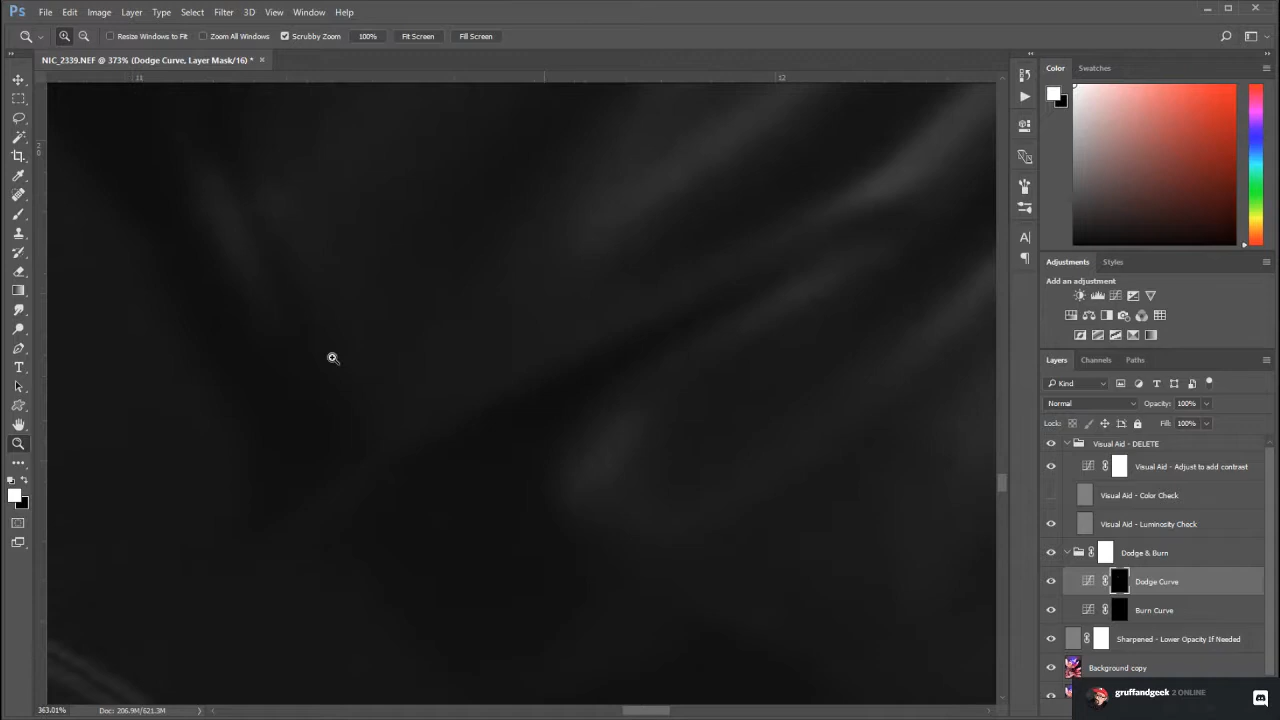 Ps File Edit Image Layer Type Select Filter 3D View Window Help
Resize Windows to Fit Zoom All Windows Scrubby Zoom 100% Fit Screen Fill Screen
NIC_2339.NEF @ 373% (Dodge Curve, Layer Mask/16) *
11 12
20
Color Swatches
Adjustments Styles
Add an adjustment
Layers Channels Paths
Kind
Normal Opacity: 100%
Lock: Fill: 100%
Visual Aid - DELETE
Visual Aid - Adjust to add contrast
Visual Aid - Color Check
Visual Aid - Luminosity Check
Dodge & Burn
Dodge Curve
Burn Curve
Sharpened - Lower Opacity If Needed
Background copy
gruffandgeek 2 ONLINE
363.01% Doc: 206.9M/621.3M